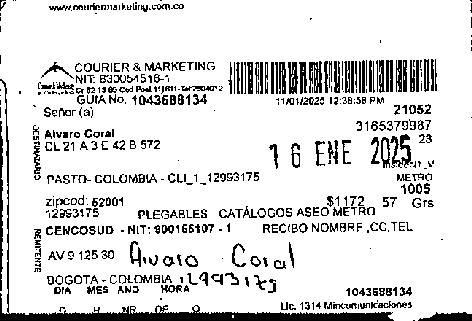 www.couriermarketing.com.co
COURIER & MARKETING
NIT: 830054518-1
GUIA No. 1043688134
11/01/2025 12:38:58 PM
21052
Señor (a)
3165379987
Alvaro Coral
CL 21 A 3 E 42 B 572
23
16 ENE 2025
DESTINATARIO
PASTO- COLOMBIA - CLI_1_12993175
METRO
1005
zipcod: 52001
$1172 57 Grs
12993175
PLEGABLES CATÁLOGOS ASEO METRO
CENCOSUD - NIT: 900155107 - 1
RECIBO NOMBRE ,CC,TEL
REMITENTE
AV 9 125 30
Alvaro Coral
BOGOTA - COLOMBIA
DIA MES ANO HORA
1043688134
Lic. 1314 Mincomunicaciones